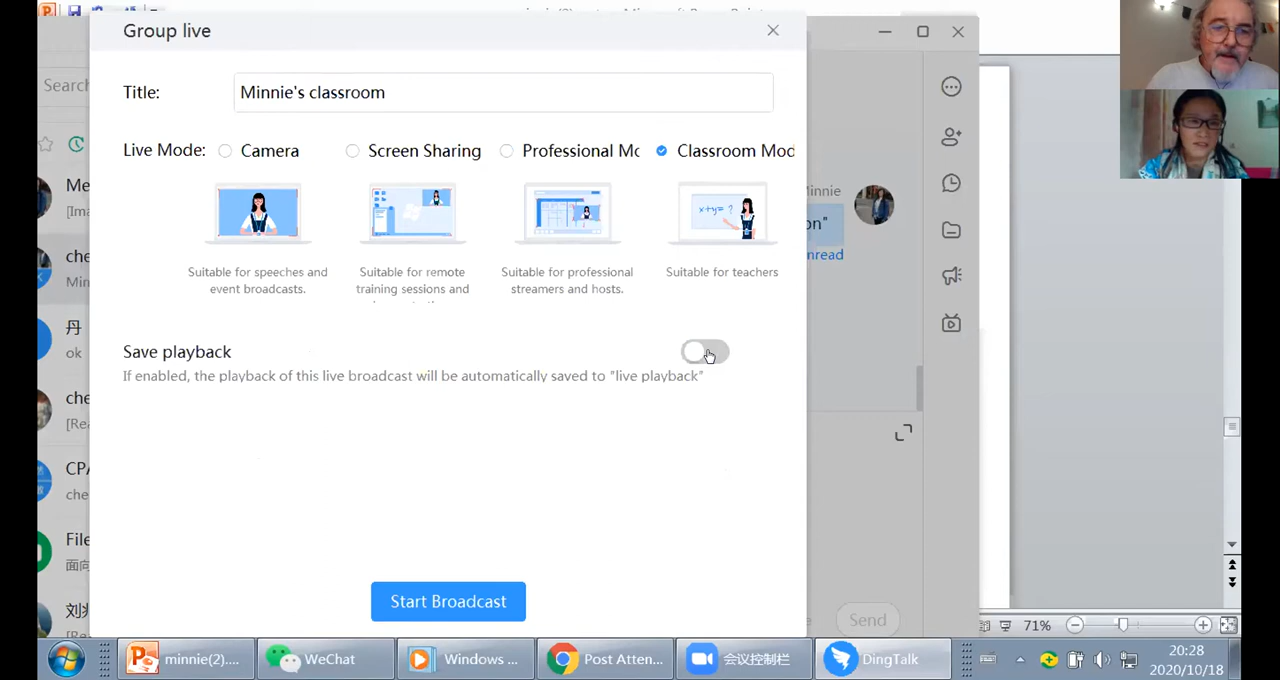 Group live
Title:
Minnie's classroom
Live Mode:
Camera
Screen Sharing
Professional Mo
Classroom Mod
x+y= ?
Suitable for speeches and
event broadcasts.
Suitable for remote
training sessions and
Suitable for professional
streamers and hosts.
Suitable for teachers
Save playback
If enabled, the playback of this live broadcast will be automatically saved to "live playback"
Start Broadcast
Search
Me
[Ima
che
Min
丹
ok
che
[Rea
CPA
che
File
面向
刘
Minnie
on"
nread
Send
71%
minnie(2)....
WeChat
Windows ...
Post Atten...
会议控制栏
DingTalk
20:28
2020/10/18